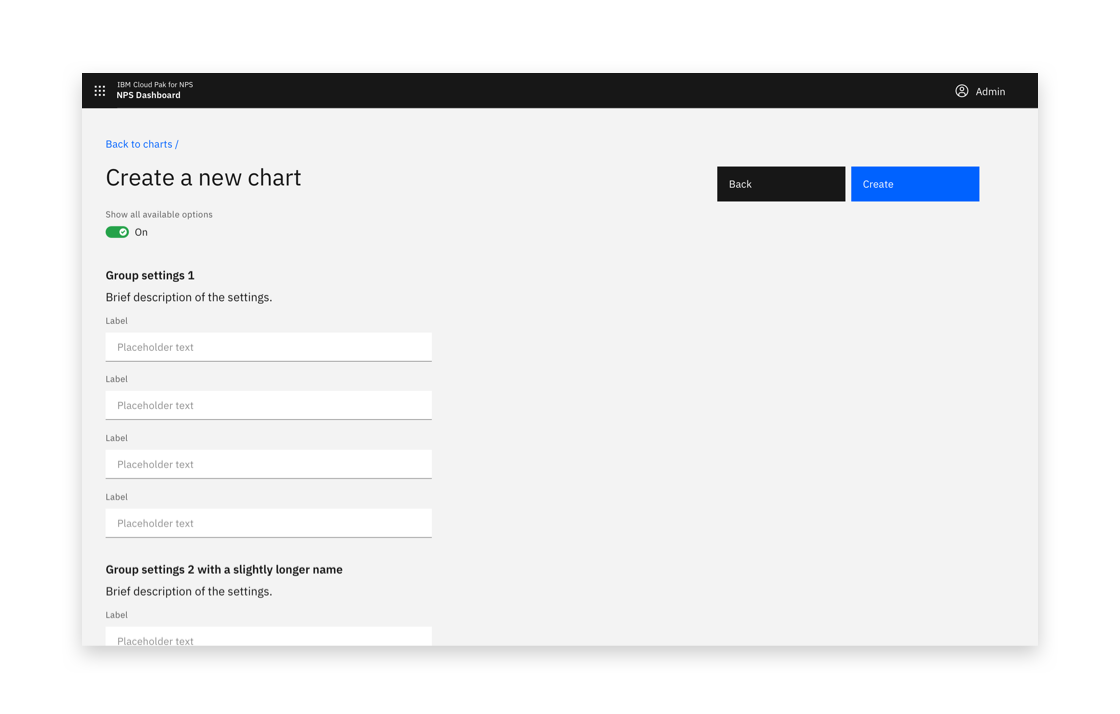 IBM Cloud Pak for NPS
NPS Dashboard
Admin
Back to charts /
Create a new chart
Back
Create
Show all available options
On
Group settings 1
Brief description of the settings.
Label
Placeholder text
Label
Placeholder text
Label
Placeholder text
Label
Placeholder text
Group settings 2 with a slightly longer name
Brief description of the settings.
Label
Placeholder text